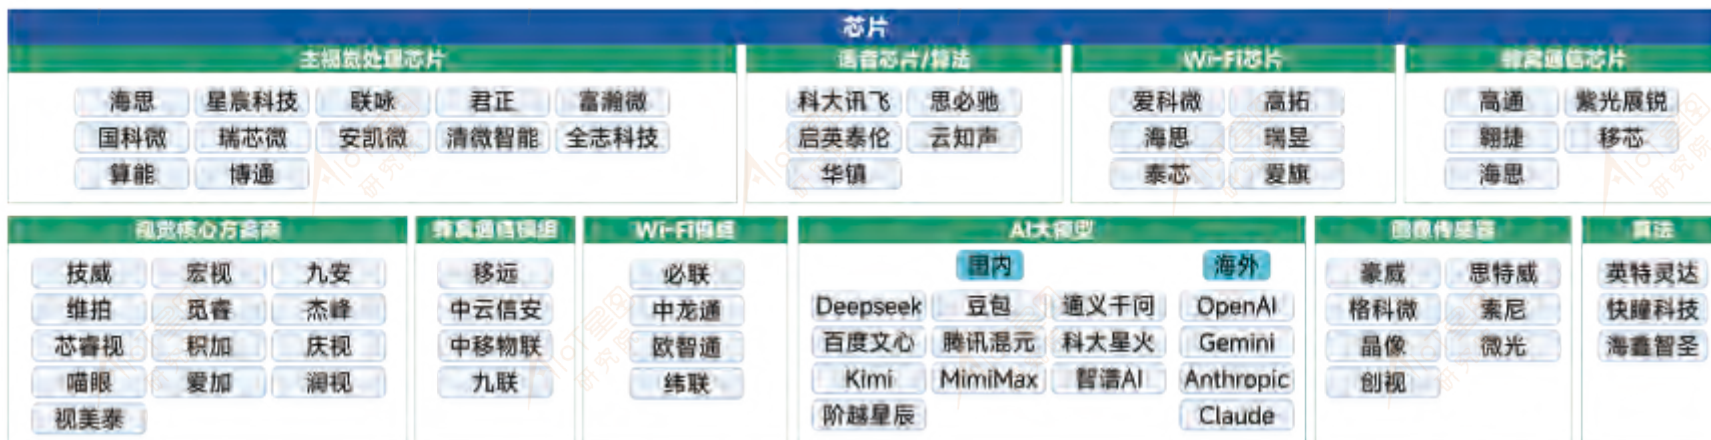 芯片
主视觉处理芯片 语音芯片/算法 Wi-Fi芯片 蜂窝通信芯片
海思 星宸科技 联咏 君正 富瀚微 科大讯飞 思必驰 爱科微 高拓 高通 紫光展锐
国科微 瑞芯微 安凯微 清微智能 全志科技 启英泰伦 云知声 海思 瑞昱 翱捷 移芯
算能 博通 华镇 泰芯 爱旗 海思
视觉核心方案商 蜂窝通信模组 Wi-Fi模组 AI大模型 图像传感器 算法
国内 海外
技威 宏视 九安 移远 必联 豪威 思特威 英特灵达
维拍 觅睿 杰峰 中云信安 中龙通 Deepseek 豆包 通义千问 OpenAI 格科微 索尼 快瞳科技
芯睿视 积加 庆视 中移物联 欧智通 百度文心 腾讯混元 科大星火 Gemini 晶像 微光 海鑫智圣
喵眼 爱加 润视 九联 纬联 Kimi MimiMax 智谱AI Anthropic 创视
视美泰 阶越星辰 Claude
AIoT星图
研究院